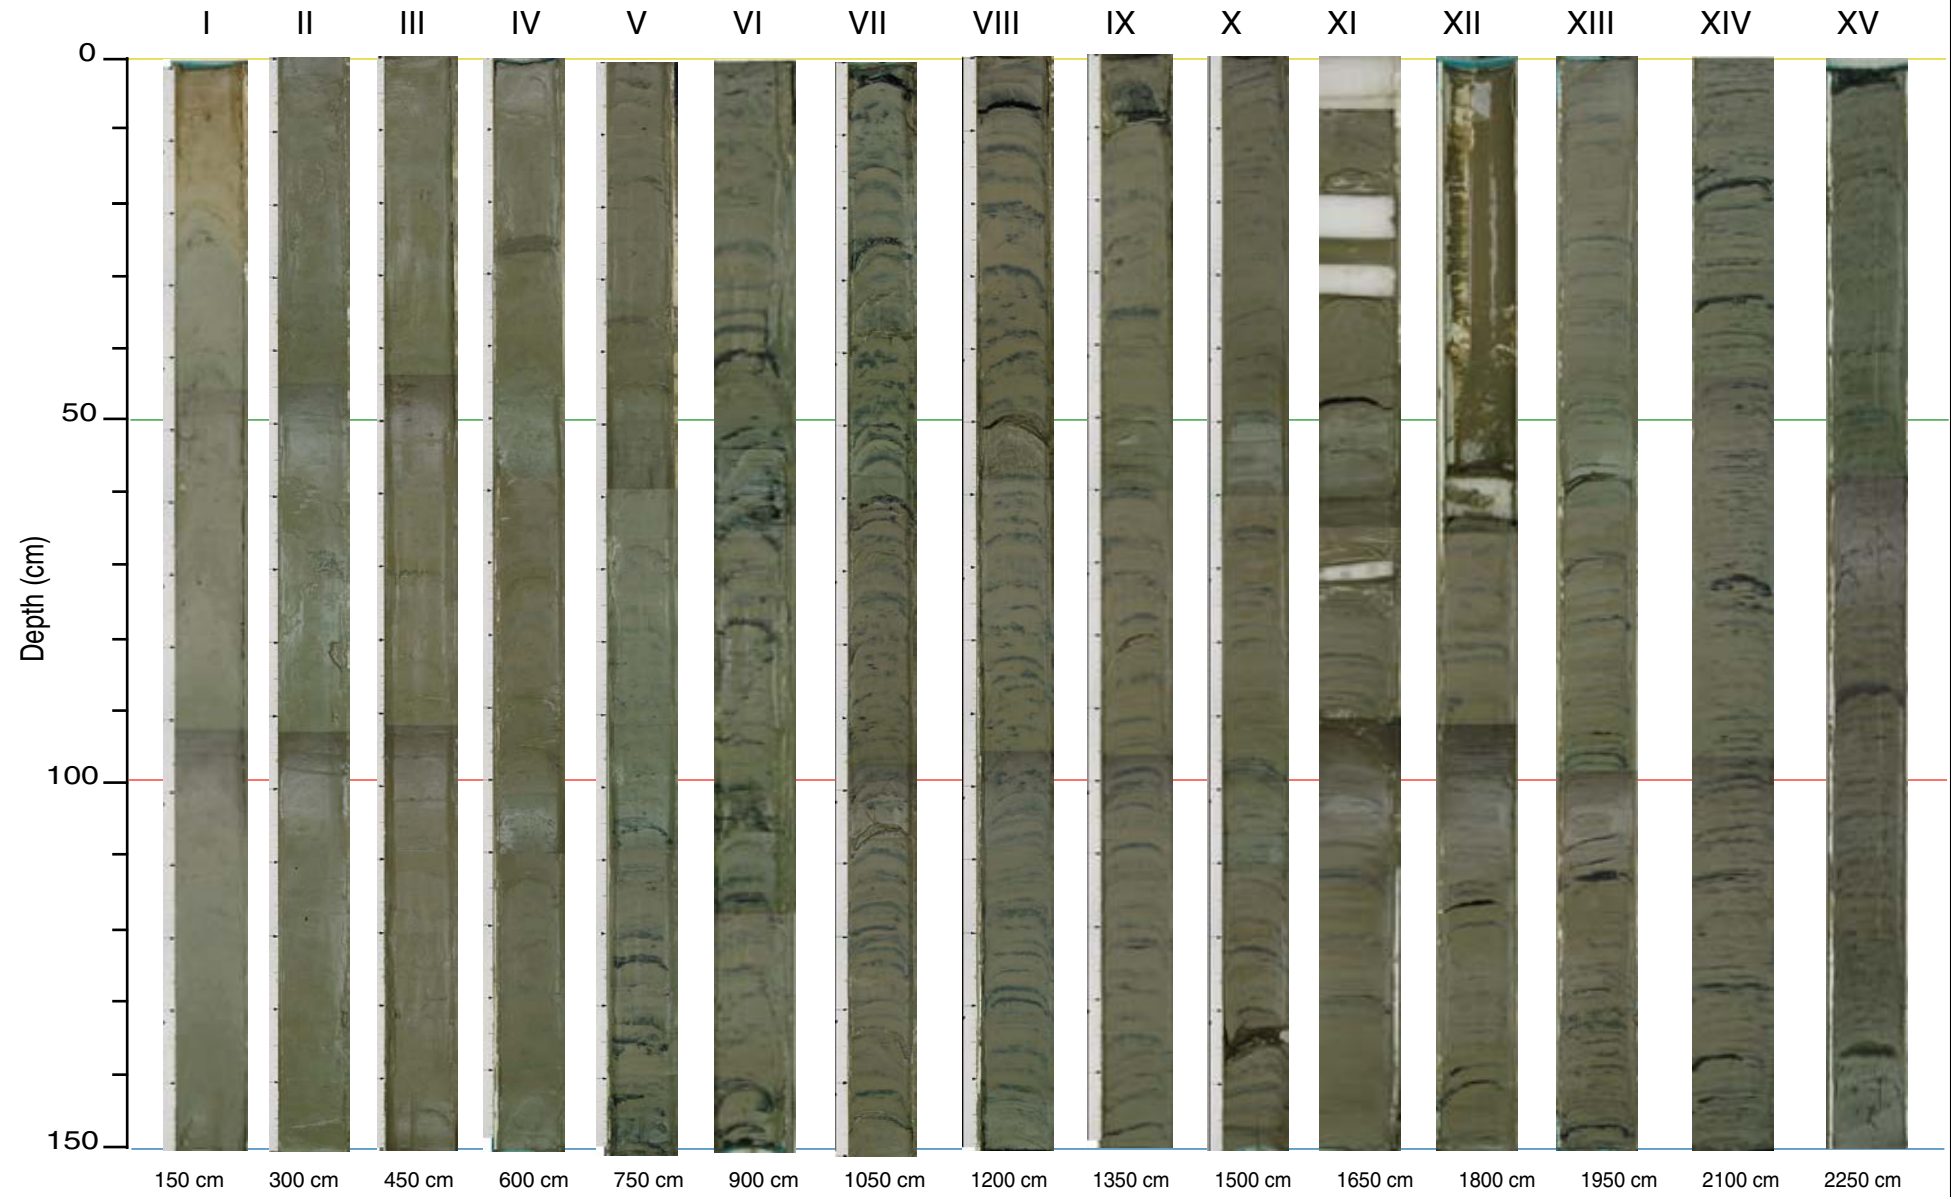 I II III IV V VI VII VIII IX X XI XII XIII XIV XV
0
50
100
150
Depth (cm)
150 cm 300 cm 450 cm 600 cm 750 cm 900 cm 1050 cm 1200 cm 1350 cm 1500 cm 1650 cm 1800 cm 1950 cm 2100 cm 2250 cm